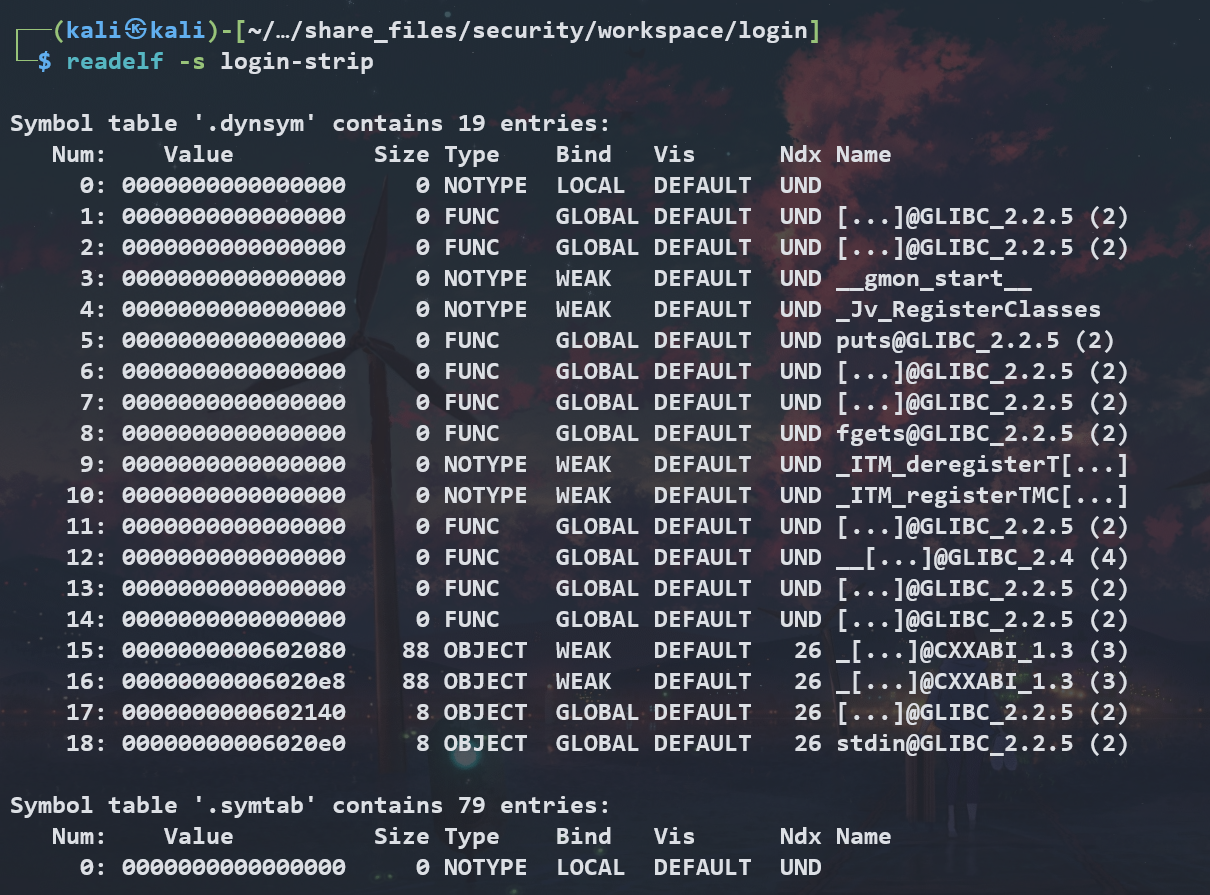 ┌──(kali㉿kali)-[~/…/share_files/security/workspace/login]
└─$ readelf -s login-strip
Symbol table '.dynsym' contains 19 entries:
   Num:    Value          Size Type    Bind   Vis      Ndx Name
     0: 0000000000000000     0 NOTYPE  LOCAL  DEFAULT  UND
     1: 0000000000000000     0 FUNC    GLOBAL DEFAULT  UND [...]@GLIBC_2.2.5 (2)
     2: 0000000000000000     0 FUNC    GLOBAL DEFAULT  UND [...]@GLIBC_2.2.5 (2)
     3: 0000000000000000     0 NOTYPE  WEAK   DEFAULT  UND __gmon_start__
     4: 0000000000000000     0 NOTYPE  WEAK   DEFAULT  UND _Jv_RegisterClasses
     5: 0000000000000000     0 FUNC    GLOBAL DEFAULT  UND puts@GLIBC_2.2.5 (2)
     6: 0000000000000000     0 FUNC    GLOBAL DEFAULT  UND [...]@GLIBC_2.2.5 (2)
     7: 0000000000000000     0 FUNC    GLOBAL DEFAULT  UND [...]@GLIBC_2.2.5 (2)
     8: 0000000000000000     0 FUNC    GLOBAL DEFAULT  UND fgets@GLIBC_2.2.5 (2)
     9: 0000000000000000     0 NOTYPE  WEAK   DEFAULT  UND _ITM_deregisterT[...]
    10: 0000000000000000     0 NOTYPE  WEAK   DEFAULT  UND _ITM_registerTMC[...]
    11: 0000000000000000     0 FUNC    GLOBAL DEFAULT  UND [...]@GLIBC_2.2.5 (2)
    12: 0000000000000000     0 FUNC    GLOBAL DEFAULT  UND __[...]@GLIBC_2.4 (4)
    13: 0000000000000000     0 FUNC    GLOBAL DEFAULT  UND [...]@GLIBC_2.2.5 (2)
    14: 0000000000000000     0 FUNC    GLOBAL DEFAULT  UND [...]@GLIBC_2.2.5 (2)
    15: 0000000000602080    88 OBJECT  WEAK   DEFAULT   26 _[...]@CXXABI_1.3 (3)
    16: 00000000006020e8    88 OBJECT  WEAK   DEFAULT   26 _[...]@CXXABI_1.3 (3)
    17: 0000000000602140     8 OBJECT  GLOBAL DEFAULT   26 [...]@GLIBC_2.2.5 (2)
    18: 00000000006020e0     8 OBJECT  GLOBAL DEFAULT   26 stdin@GLIBC_2.2.5 (2)
Symbol table '.symtab' contains 79 entries:
   Num:    Value          Size Type    Bind   Vis      Ndx Name
     0: 0000000000000000     0 NOTYPE  LOCAL  DEFAULT  UND